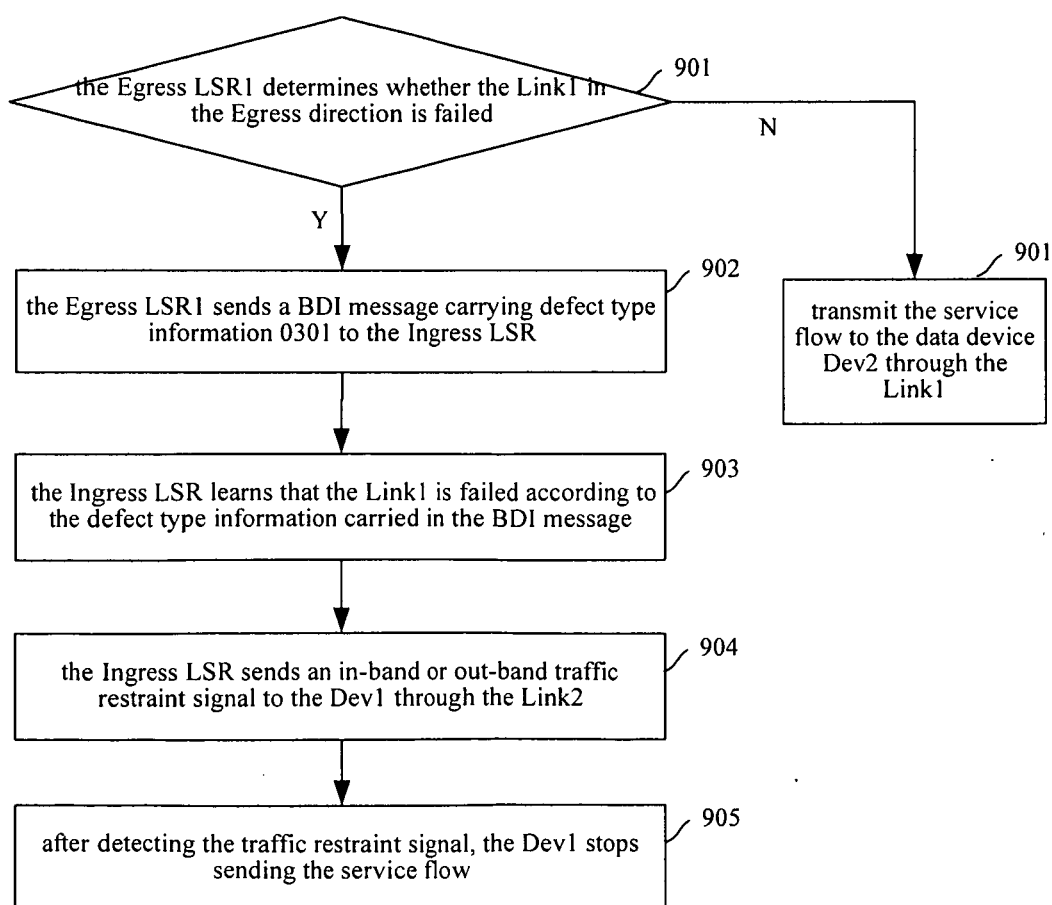 901
the Egress LSR1 determines whether the Link1 in
the Egress direction is failed
N
Y
902
the Egress LSR1 sends a BDI message carrying defect type
information 0301 to the Ingress LSR
901
transmit the service
flow to the data device
Dev2 through the
Link1
903
the Ingress LSR learns that the Link1 is failed according to
the defect type information carried in the BDI message
904
the Ingress LSR sends an in-band or out-band traffic
restraint signal to the Dev1 through the Link2
905
after detecting the traffic restraint signal, the Dev1 stops
sending the service flow